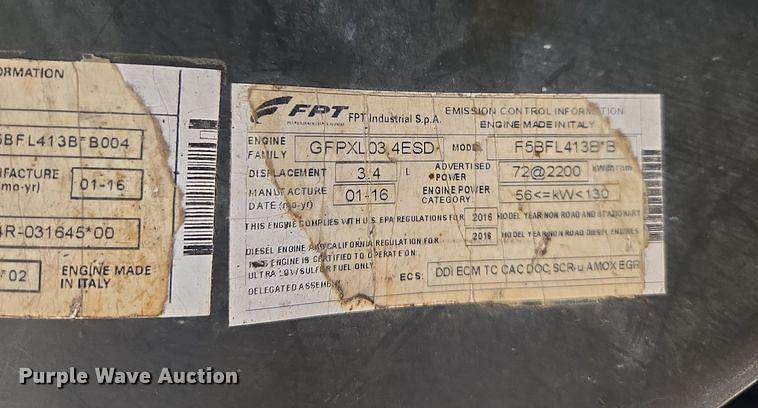 ORMATION
5BFL413B*B004
FACTURE
(mo-yr)
01-16
4R-031645*00
*02
ENGINE MADE
IN ITALY
FPT FPT Industrial S.p.A.
EMISSION CONTROL INFORMATION
ENGINE MADE IN ITALY
ENGINE FAMILY GFPXL03.4ESD MODEL F5BFL413B*B
DISPLACEMENT 3.4 L ADVERTISED POWER 72@2200 kW@rpm
MANUFACTURE DATE (mo-yr) 01-16 ENGINE POWER CATEGORY: 56<=kW<130
THIS ENGINE COMPLIES WITH U.S. EPA REGULATIONS FOR 2016 MODEL YEAR NON ROAD AND STATIONARY
2016 MODEL YEAR NON ROAD DIESEL ENGINES
DIESEL ENGINE AND CALIFORNIA REGULATION FOR
THIS ENGINE IS CERTIFIED TO OPERATE ON
ULTRA LOW SULFUR FUEL ONLY
DELEGATED ASSEMB
ECS: DDI ECM TC CAC DOC, SCR-U AMOX EGR
Purple Wave Auction